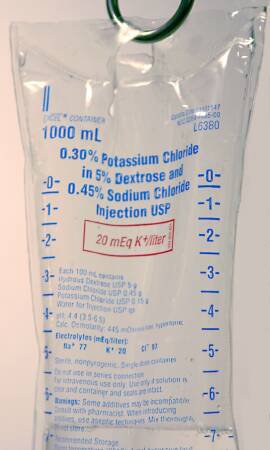 L6380
EXCEL® CONTAINER
1000 mL
0.30% Potassium Chloride
in 5% Dextrose and
0.45% Sodium Chloride
Injection USP
-0- -0-
-1- -1-
-2- -2-
20 mEq K+/liter
-3- -3-
Each 100 mL contains
Hydrous Dextrose USP 5 g
Sodium Chloride USP 0.45 g
Potassium Chloride USP 0.15 g
Water for Injection USP qs
-4-
pH: 4.4 (3.5-6.5)
Calc. Osmolarity: 445 mOsmol/liter, hypertonic
Electrolytes (mEq/liter):
Na+ 77 K+ 20 Cl- 97
-5- -5-
Sterile, nonpyrogenic. Single dose container.
Do not use in series connection.
For intravenous use only. Use only if solution is
clear and container and seals are intact.
-6- -6-
Warnings: Some additives may be incompatible.
Consult with pharmacist. When introducing
additives, use aseptic techniques. Mix thoroughly.
Do not store.
-7- -7-
Recommended Storage